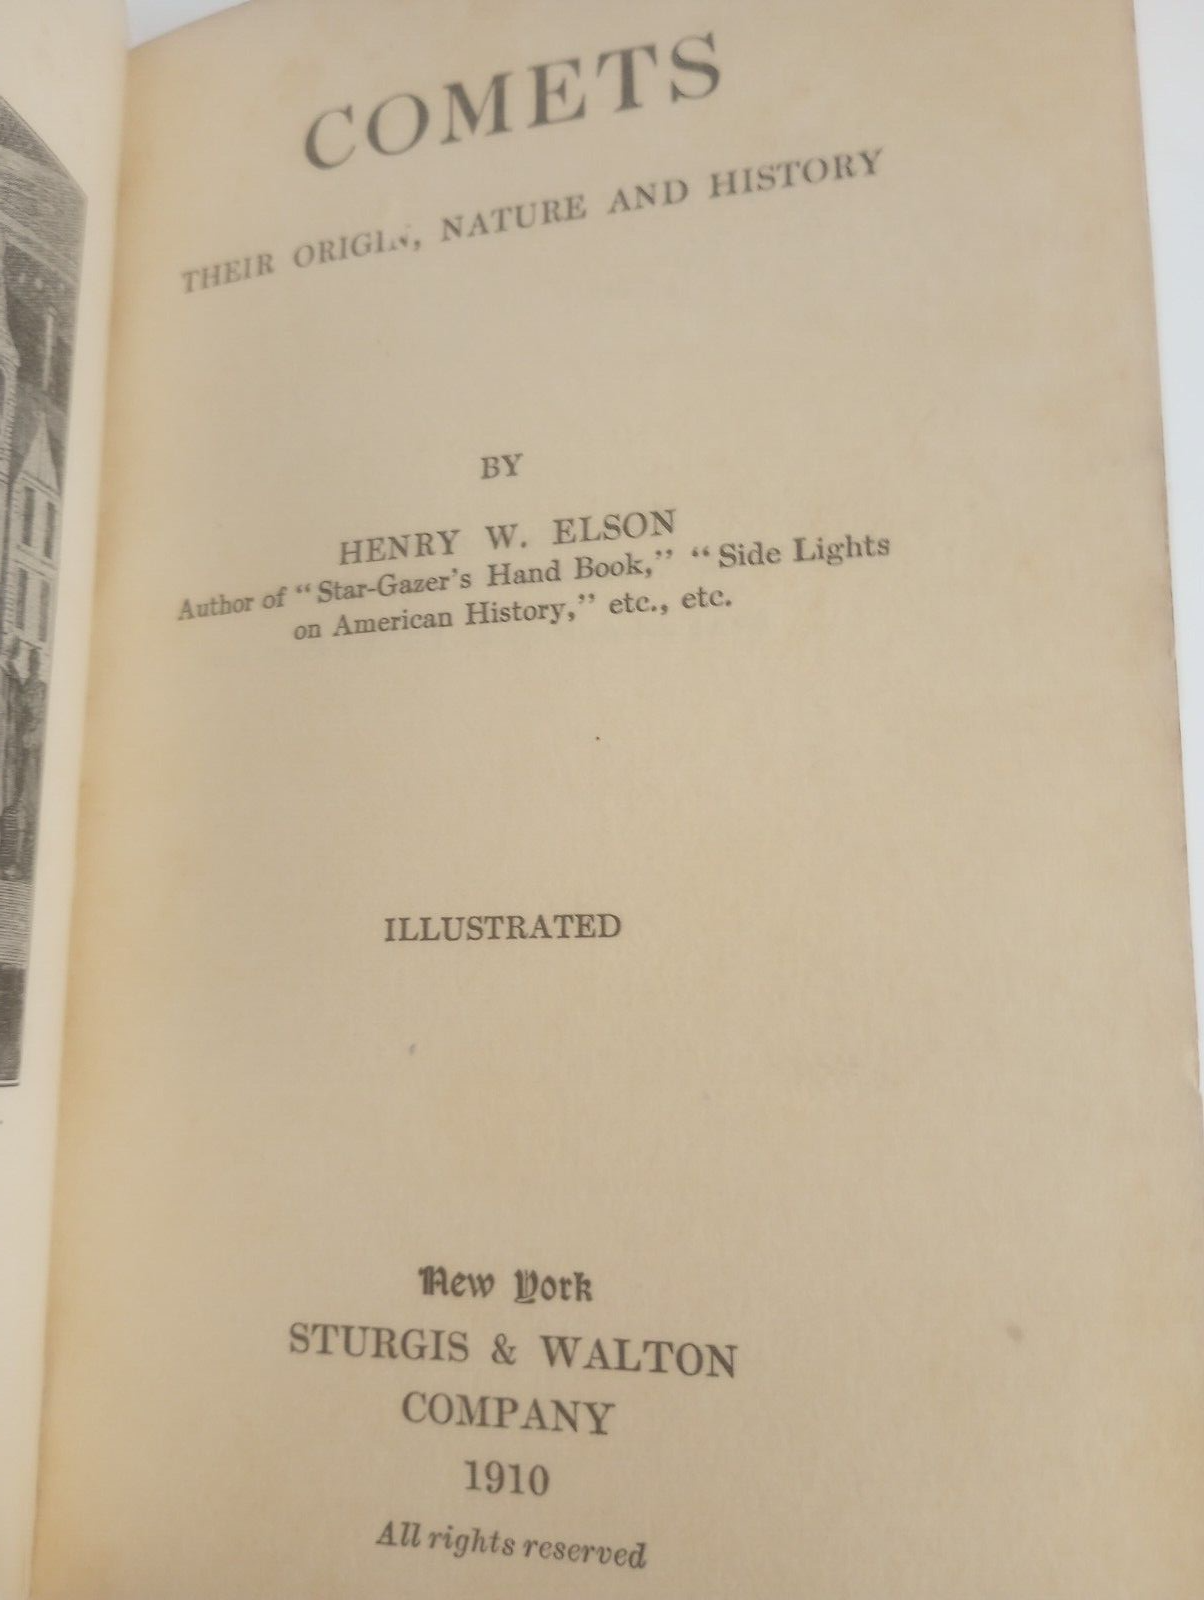 COMETS
THEIR ORIGIN, NATURE AND HISTORY
BY
HENRY W. ELSON
Author of "Star-Gazer's Hand Book," "Side Lights
on American History," etc., etc.
ILLUSTRATED
New York
STURGIS & WALTON
COMPANY
1910
All rights reserved